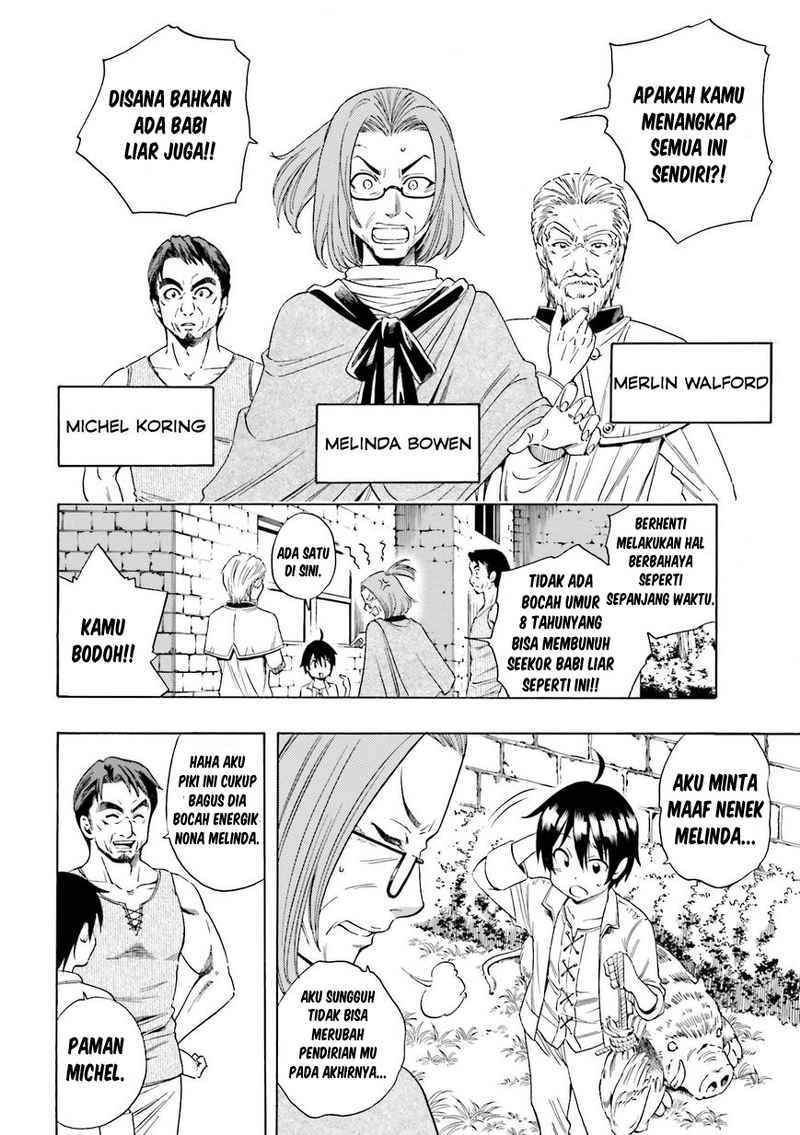 APAKAH KAMU
MENANGKAP
SEMUA INI
SENDIRI?!
DISANA BAHKAN
ADA BABI
LIAR JUGA!!
MERLIN WALFORD
MELINDA BOWEN
MICHEL KORING
BERHENTI
MELAKUKAN HAL
BERBAHAYA
SEPERTI
SEPANJANG WAKTU.
TIDAK ADA
BOCAH UMUR
8 TAHUNYANG
BISA MEMBUNUH
SEEKOR BABI LIAR
SEPERTI INI!!
ADA SATU
DI SINI.
KAMU
BODOH!!
AKU MINTA
MAAF NENEK
MELINDA...
AKU SUNGGUH
TIDAK BISA
MERUBAH
PENDIRIAN MU
PADA AKHIRNYA...
HAHA AKU
PIKI INI CUKUP
BAGUS DIA
BOCAH ENERGIK
NONA MELINDA.
PAMAN
MICHEL.